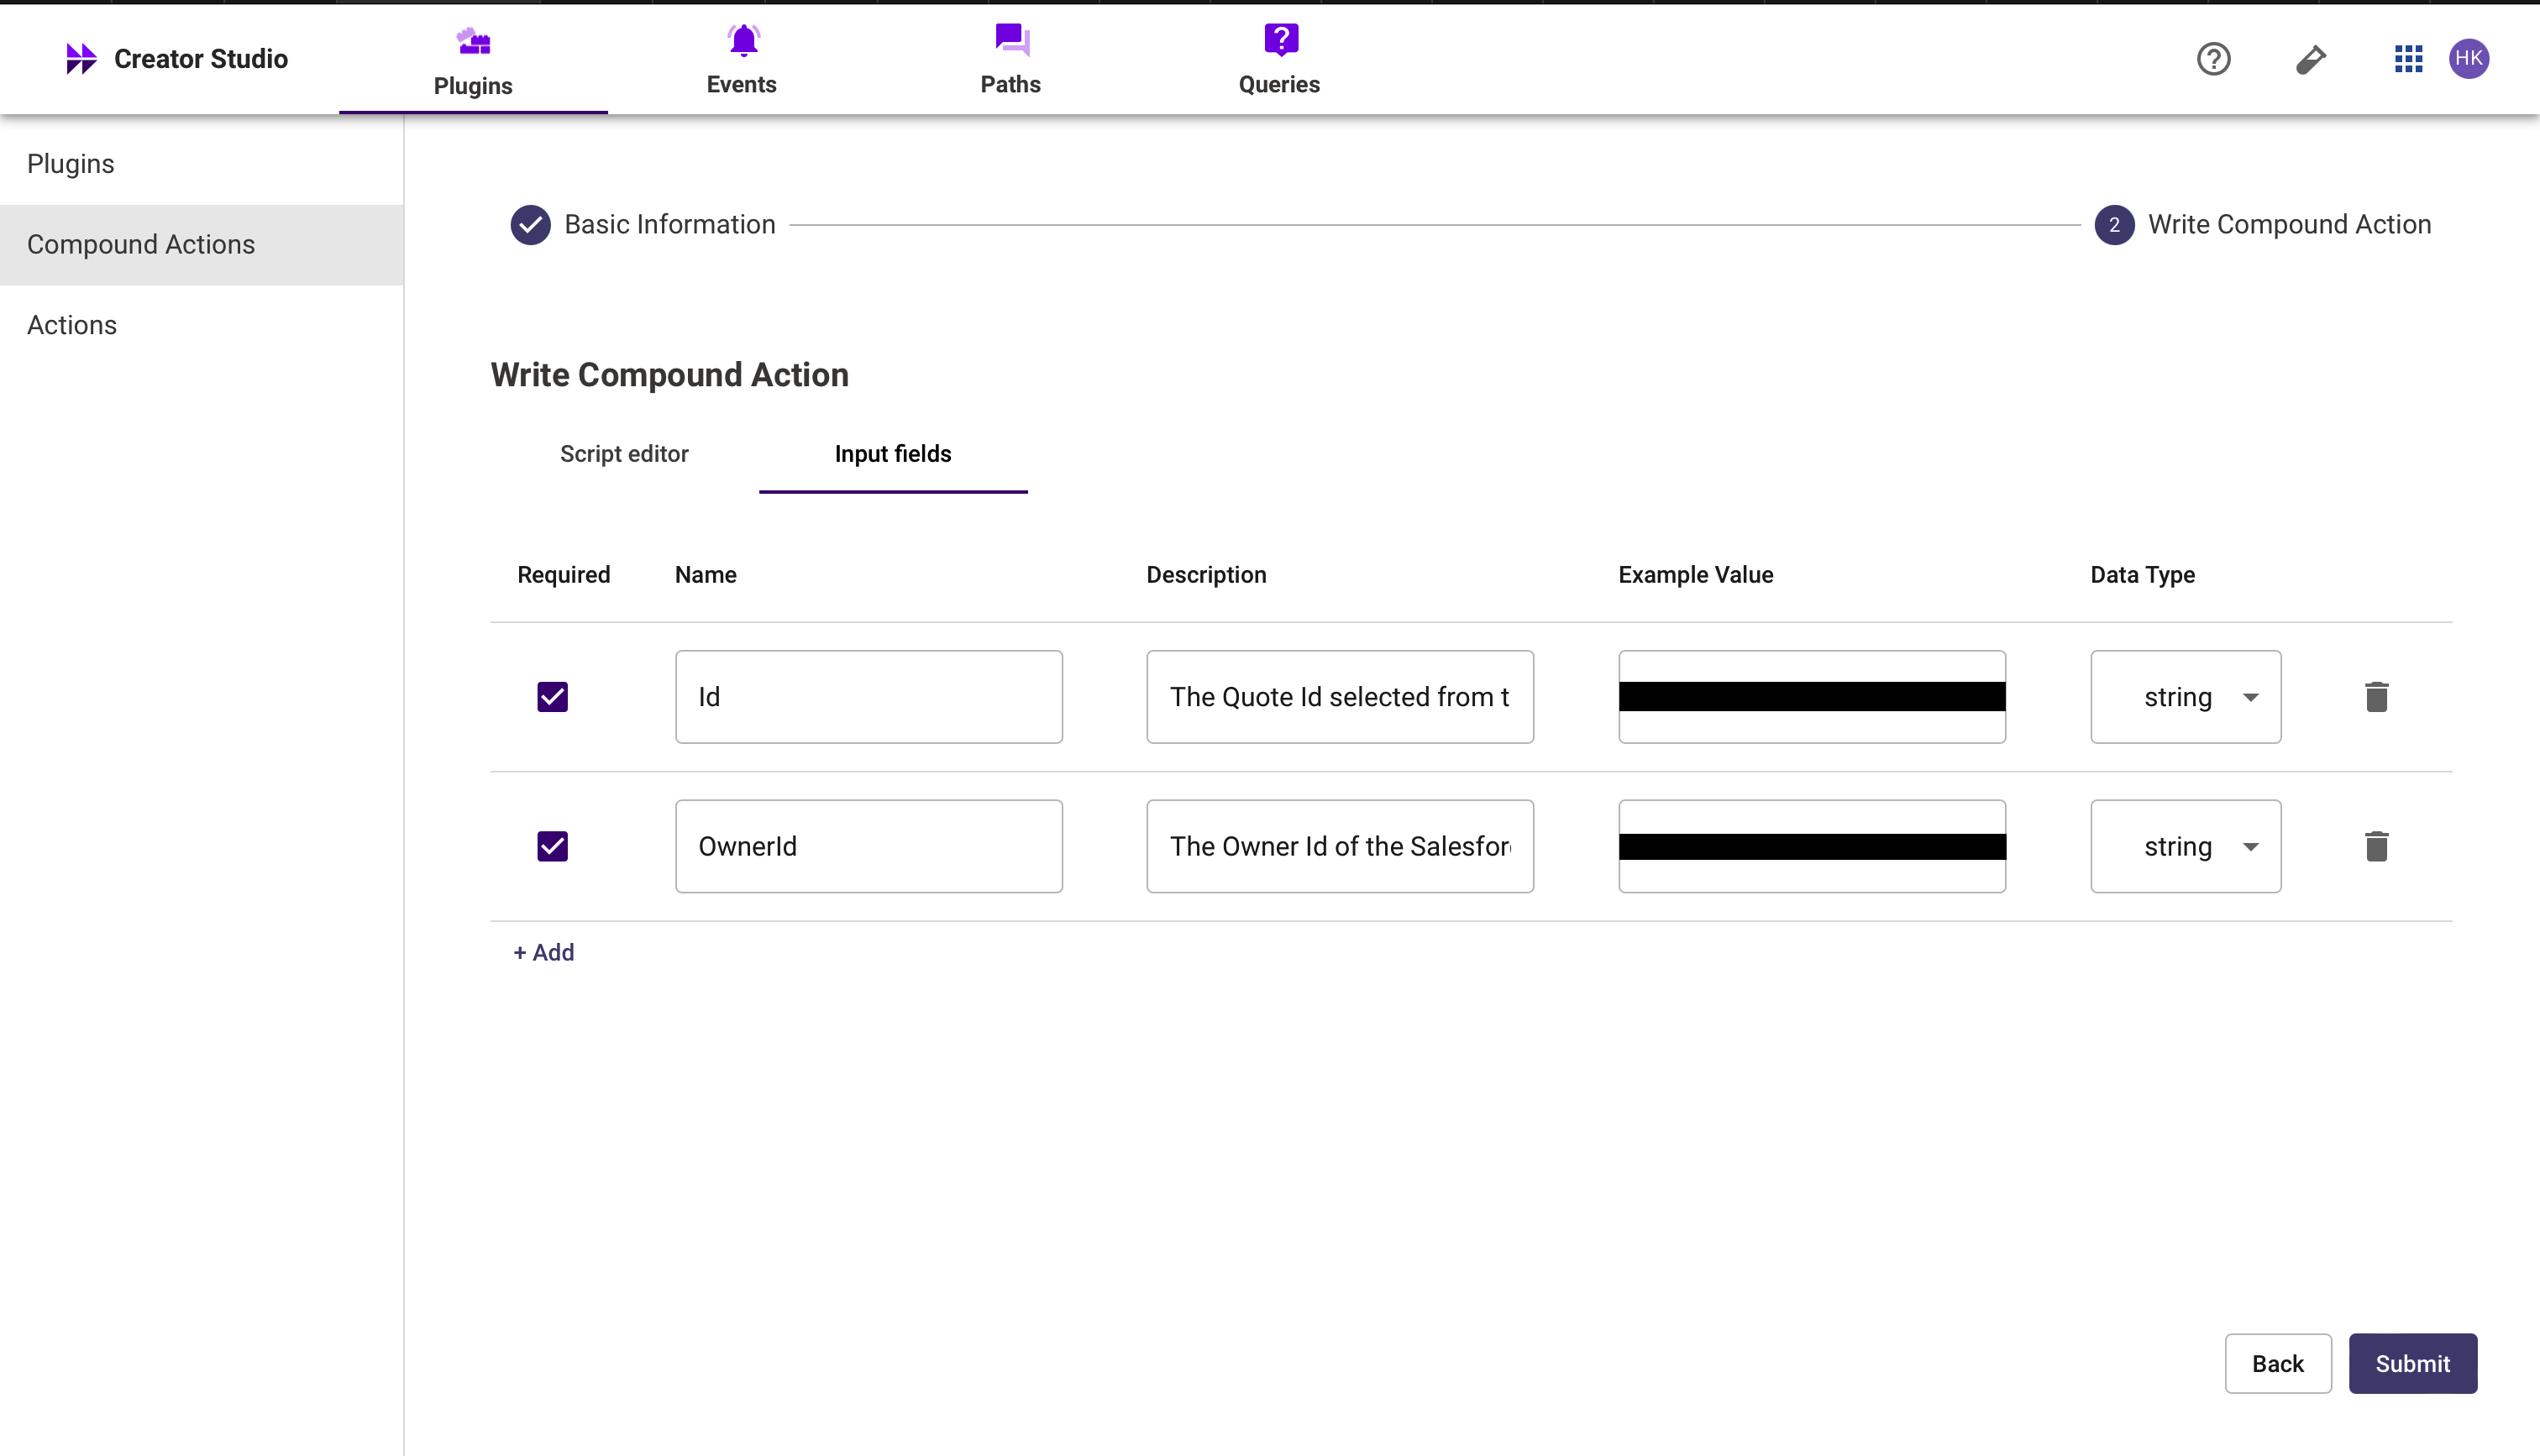 Creator Studio
Plugins
Events
Paths
Queries
HK
Plugins
Compound Actions
Actions
Basic Information
2
Write Compound Action
Write Compound Action
Script editor
Input fields
Required
Name
Description
Example Value
Data Type
Id
The Quote Id selected from t
string
OwnerId
The Owner Id of the Salesfor
string
+ Add
Back
Submit